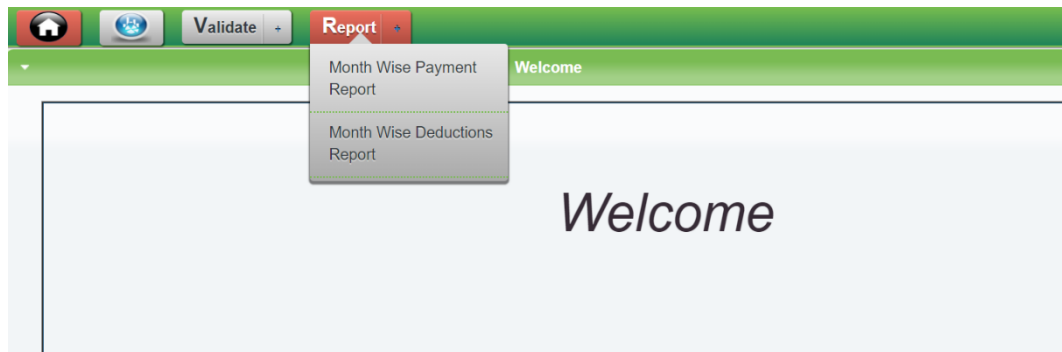 Validate
Report
Welcome
Month Wise Payment
Report
Month Wise Deductions
Report
Welcome